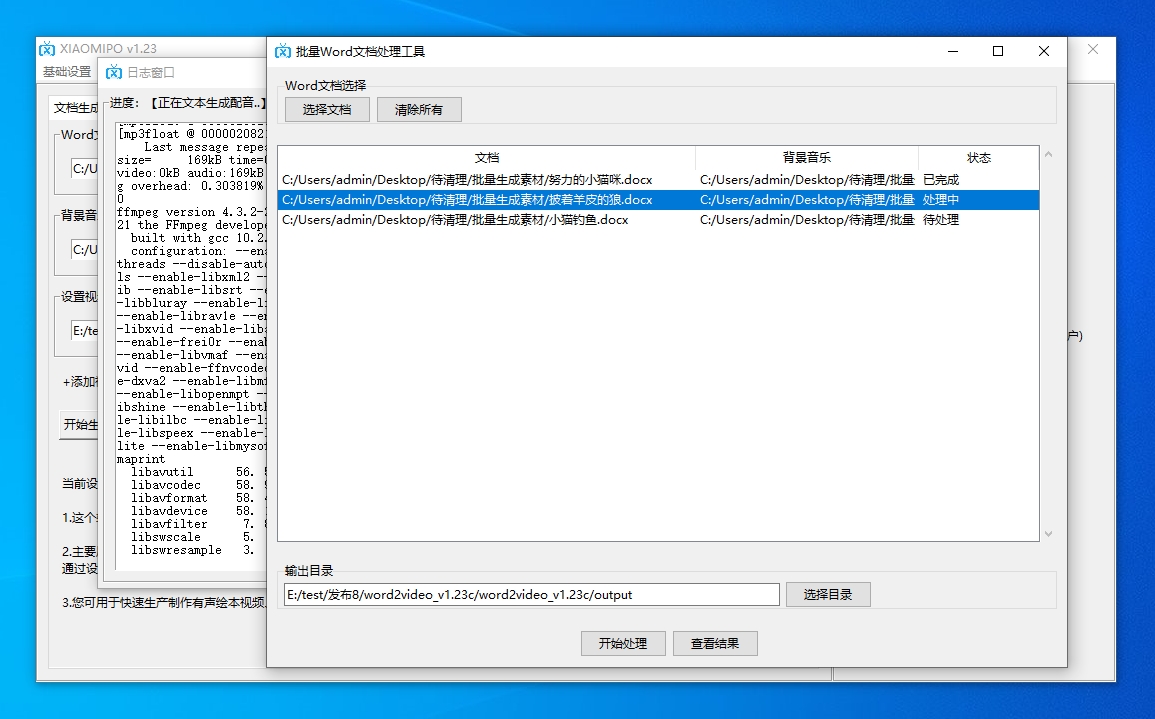 XIAOMIPO v1.23
基础设置
文档生成
Word文
C:/U
背景音
C:/U
设置视
E:/te
+添加
开始生
当前设
1.这个
2.主要
通过设
3.您可用于快速生产制作有声绘本视频
户)
日志窗口
进度: 【正在文本生成配音..】
[mp3float @ 0000020821
Last message repe
size= 169kB time=0
video:0kB audio:169kB
g overhead: 0.303819%
0
ffmpeg version 4.3.2-2
21 the FFmpeg develope
built with gcc 10.2.
configuration: --ena
threads --disable-auto
ls --enable-libxml2 --
ib --enable-libsrt --e
-libbluray --enable-li
--enable-librav1e --en
-libxvid --enable-libs
--enable-frei0r --enab
--enable-libvmaf --ena
vid --enable-ffnvcodec
e-dxva2 --enable-libmf
--enable-libopenmpt --
ibshine --enable-libth
le-libilbc --enable-li
le-libspeex --enable-l
lite --enable-libmysof
maprint
libavutil 56.
libavcodec 58.
libavformat 58.
libavdevice 58.
libavfilter 7.
libswscale 5.
libswresample 3.
批量Word文档处理工具
Word文档选择
选择文档 清除所有
文档 背景音乐 状态
C:/Users/admin/Desktop/待清理/批量生成素材/努力的小猫咪.docx C:/Users/admin/Desktop/待清理/批量 已完成
C:/Users/admin/Desktop/待清理/批量生成素材/披着羊皮的狼.docx C:/Users/admin/Desktop/待清理/批量 处理中
C:/Users/admin/Desktop/待清理/批量生成素材/小猫钓鱼.docx C:/Users/admin/Desktop/待清理/批量 待处理
输出目录
E:/test/发布8/word2video_v1.23c/word2video_v1.23c/output 选择目录
开始处理 查看结果